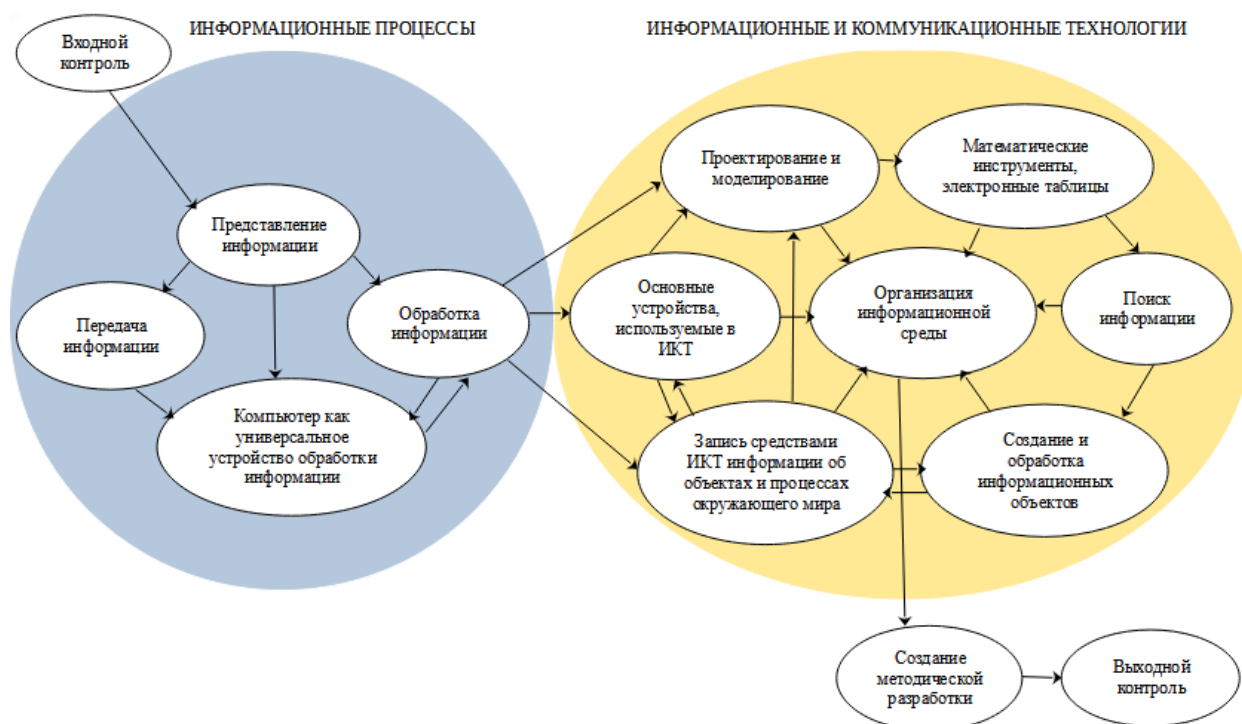 ИНФОРМАЦИОННЫЕ ПРОЦЕССЫ
ИНФОРМАЦИОННЫЕ И КОММУНИКАЦИОННЫЕ ТЕХНОЛОГИИ
Входной
контроль
Представление
информации
Передача
информации
Обработка
информации
Компьютер как
универсальное
устройство обработки
информации
Проектирование и
моделирование
Математические
инструменты,
электронные таблицы
Основные
устройства,
используемые в
ИКТ
Организация
информационной
среды
Поиск
информации
Запись средствами
ИКТ информации об
объектах и процессах
окружающего мира
Создание и
обработка
информационных
объектов
Создание
методической
разработки
Выходной
контроль